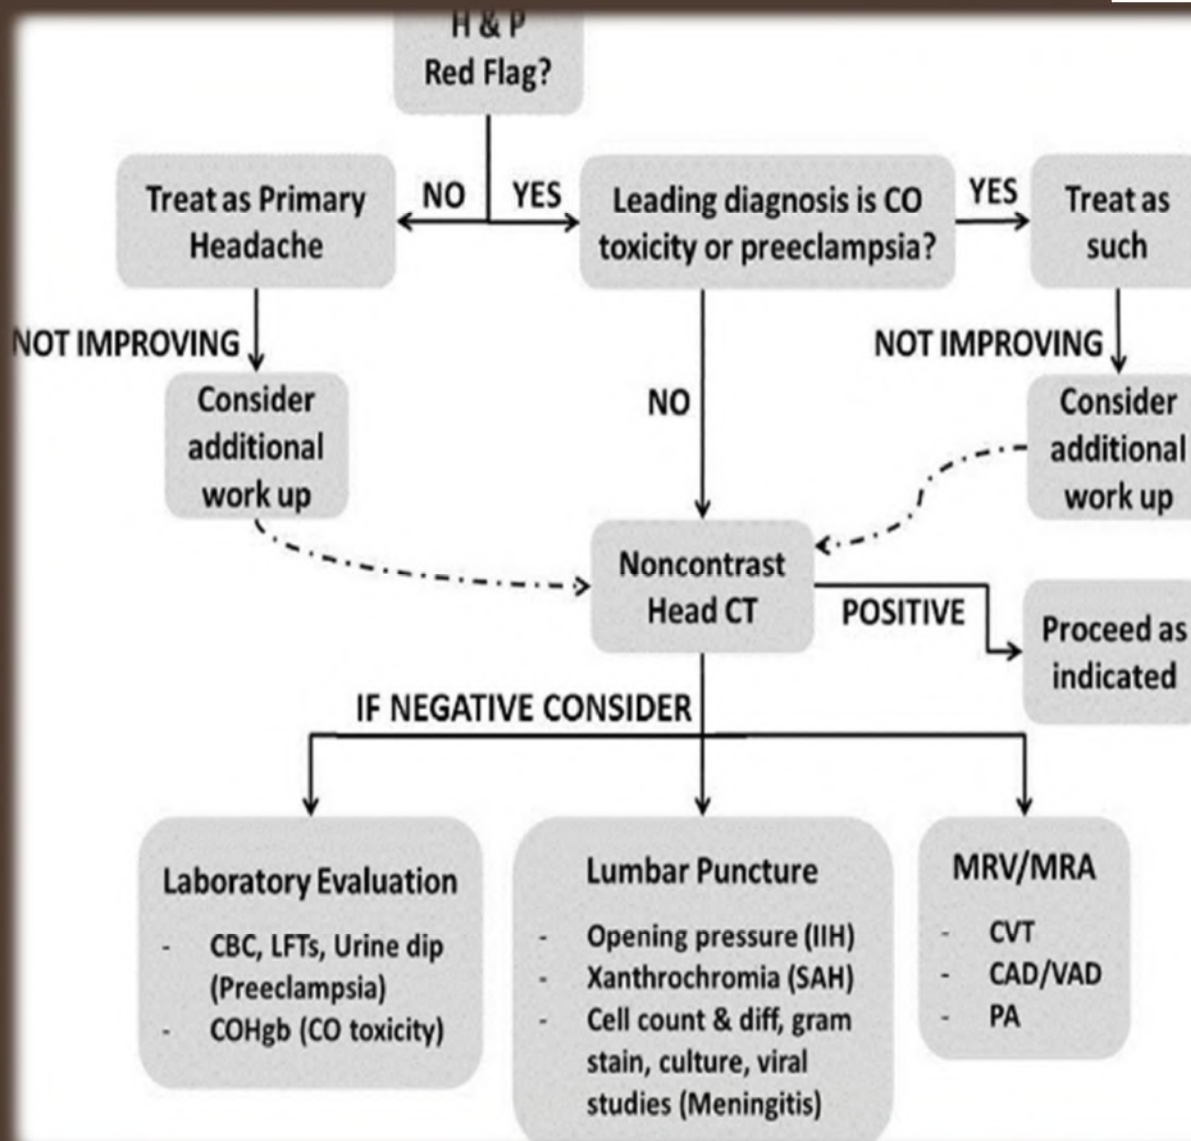 H & P
Red Flag?
Treat as Primary
Headache
NO
YES
Leading diagnosis is CO
toxicity or preeclampsia?
YES
Treat as
such
NOT IMPROVING
Consider
additional
work up
NO
NOT IMPROVING
Consider
additional
work up
Noncontrast
Head CT
POSITIVE
Proceed as
indicated
IF NEGATIVE CONSIDER
Laboratory Evaluation
- CBC, LFTs, Urine dip
(Preeclampsia)
- COHgb (CO toxicity)
Lumbar Puncture
- Opening pressure (IIH)
- Xanthrochromia (SAH)
- Cell count & diff, gram
stain, culture, viral
studies (Meningitis)
MRV/MRA
- CVT
- CAD/VAD
- PA